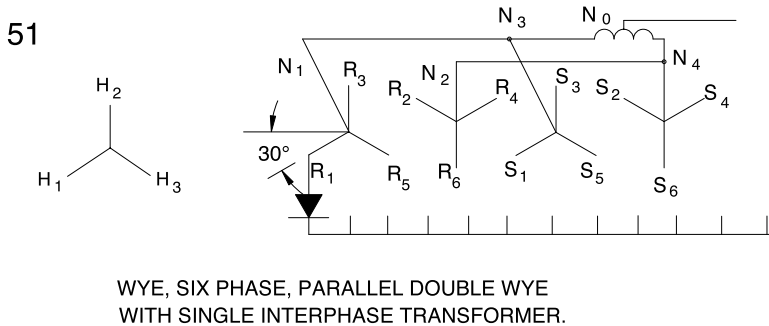 51
N0
N3
N1
R3
N2
N4
R2
R4
S3
S2
S4
H2
30°
H1
H3
R1
R5
R6
S1
S5
S6
WYE, SIX PHASE, PARALLEL DOUBLE WYE
WITH SINGLE INTERPHASE TRANSFORMER.